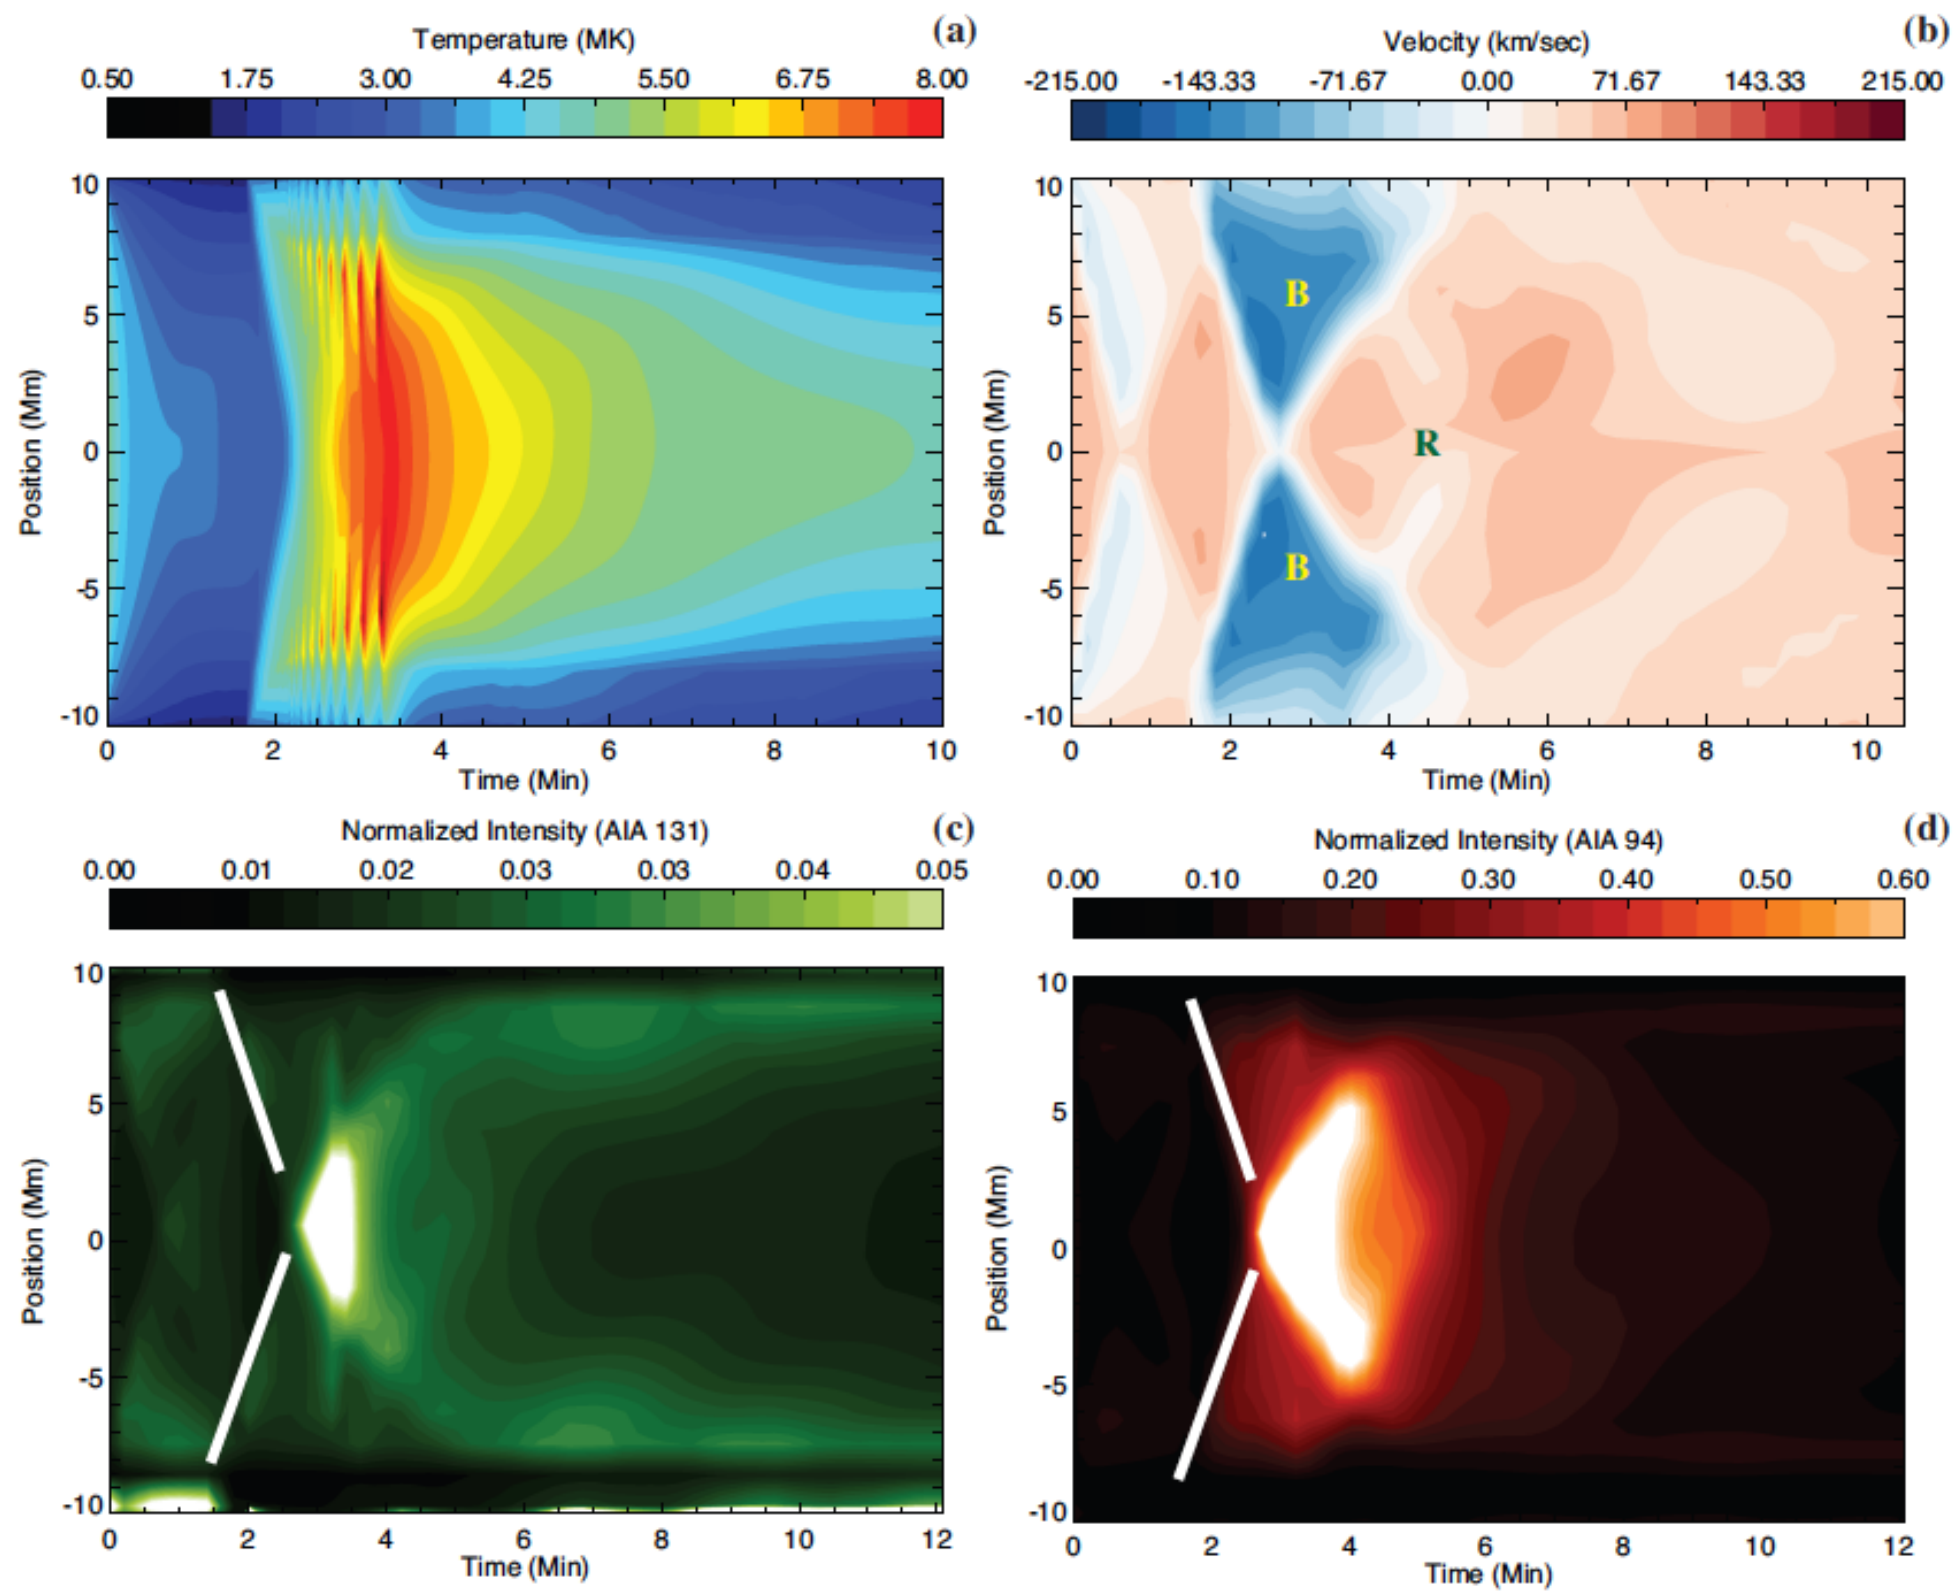 Temperature (MK) (a)
0.50 1.75 3.00 4.25 5.50 6.75 8.00
10
5
0
-5
-10
Position (Mm)
0 2 4 6 8 10
Time (Min)
Velocity (km/sec) (b)
-215.00 -143.33 -71.67 0.00 71.67 143.33 215.00
10
5
0
-5
-10
Position (Mm)
B
R
B
0 2 4 6 8 10
Time (Min)
Normalized Intensity (AIA 131) (c)
0.00 0.01 0.02 0.03 0.03 0.04 0.05
10
5
0
-5
-10
Position (Mm)
0 2 4 6 8 10 12
Time (Min)
Normalized Intensity (AIA 94) (d)
0.00 0.10 0.20 0.30 0.40 0.50 0.60
10
5
0
-5
-10
Position (Mm)
0 2 4 6 8 10 12
Time (Min)